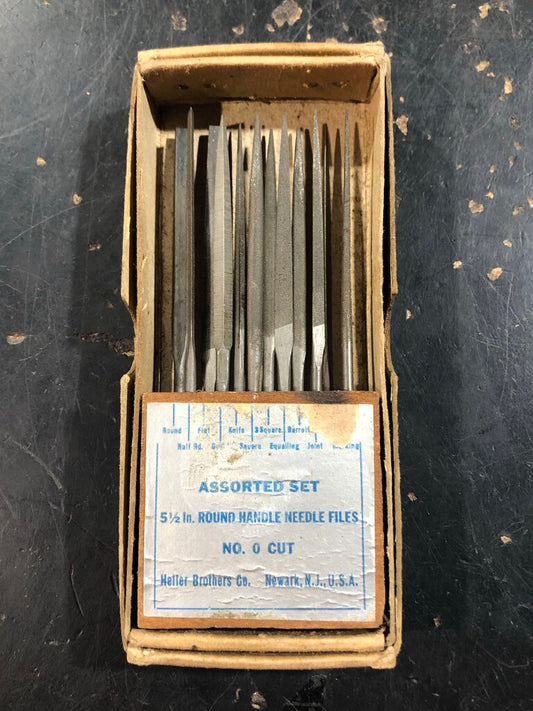 Round Flat Knife 3 Square Barrett
Half Rd. Square Equalling Joint
ASSORTED SET
5½ In. ROUND HANDLE NEEDLE FILES
NO. 0 CUT
Heller Brothers Co. Newark, N.J., U.S.A.